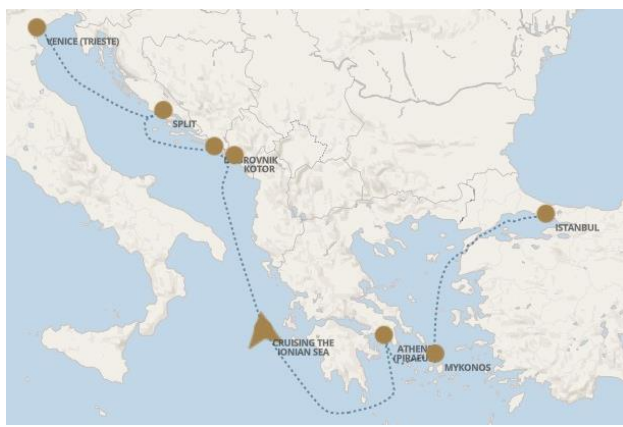 VENICE (TRIESTE)
SPLIT
KOTOR
ISTANBUL
CRUISING THE
IONIAN SEA
MYKONOS